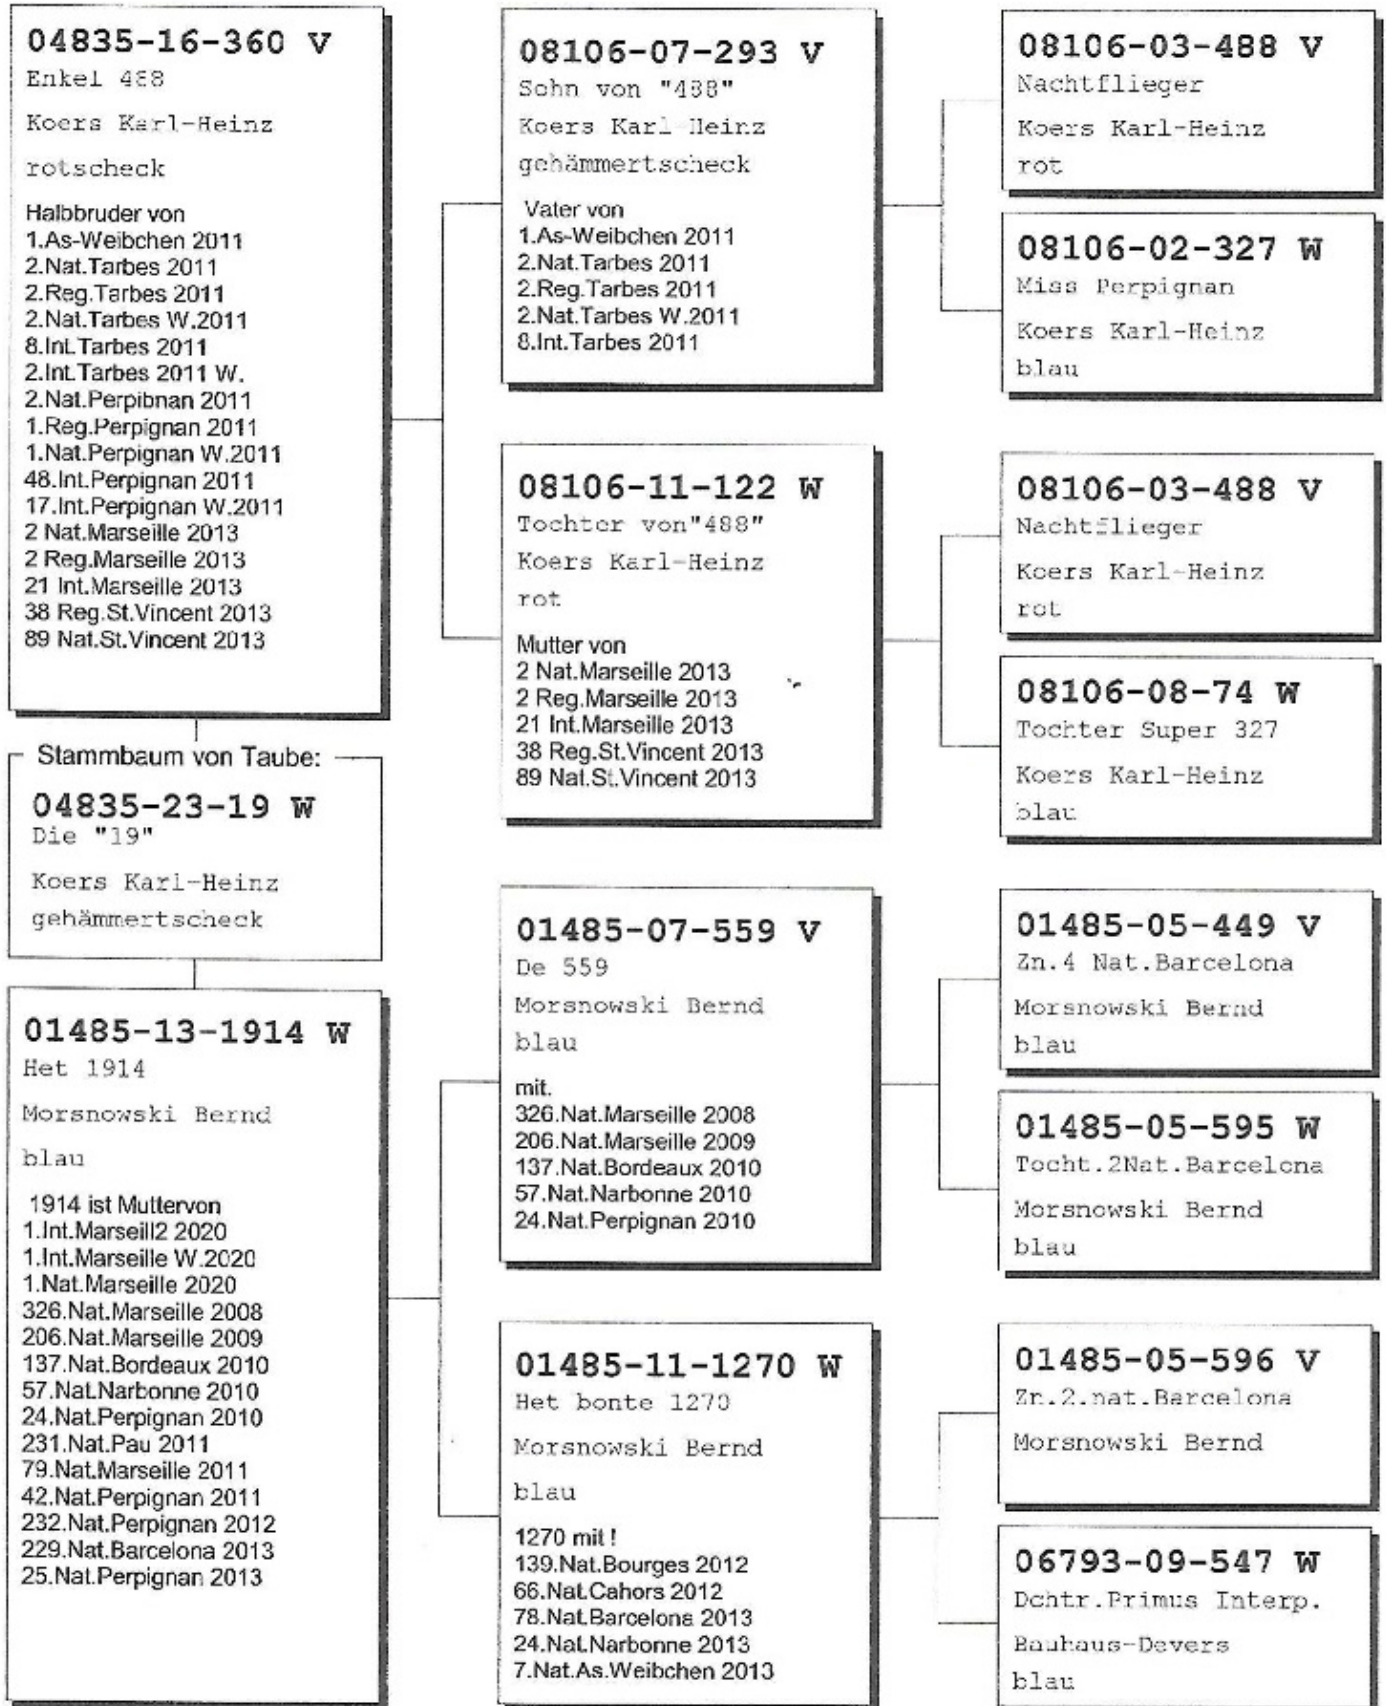 04835-16-360 V
Enkel 488
Koers Karl-Heinz
rotscheck
Halbbruder von
1.As-Weibchen 2011
2.Nat.Tarbes 2011
2.Reg.Tarbes 2011
2.Nat.Tarbes W.2011
8.Int.Tarbes 2011
2.Int.Tarbes 2011 W.
2.Nat.Perpibnan 2011
1.Reg.Perpignan 2011
1.Nat.Perpignan W.2011
48.Int.Perpignan 2011
17.Int.Perpignan W.2011
2 Nat.Marseille 2013
2 Reg.Marseille 2013
21 Int.Marseille 2013
38 Reg.St.Vincent 2013
89 Nat.St.Vincent 2013
Stammbaum von Taube:
04835-23-19 W
Die "19"
Koers Karl-Heinz
gehämmertscheck
01485-13-1914 W
Het 1914
Morsnowski Bernd
blau
1914 ist Muttervon
1.Int.Marseill2 2020
1.Int.Marseille W.2020
1.Nat.Marseille 2020
326.Nat.Marseille 2008
206.Nat.Marseille 2009
137.Nat.Bordeaux 2010
57.Nat.Narbonne 2010
24.Nat.Perpignan 2010
231.Nat.Pau 2011
79.Nat.Marseille 2011
42.Nat.Perpignan 2011
232.Nat.Perpignan 2012
229.Nat.Barcelona 2013
25.Nat.Perpignan 2013
08106-07-293 V
Sohn von "488"
Koers Karl-Heinz
gehämmertscheck
Vater von
1.As-Weibchen 2011
2.Nat.Tarbes 2011
2.Reg.Tarbes 2011
2.Nat.Tarbes W.2011
8.Int.Tarbes 2011
08106-11-122 W
Tochter von"488"
Koers Karl-Heinz
rot
Mutter von
2 Nat.Marseille 2013
2 Reg.Marseille 2013
21 Int.Marseille 2013
38 Reg.St.Vincent 2013
89 Nat.St.Vincent 2013
01485-07-559 V
De 559
Morsnowski Bernd
blau
mit.
326.Nat.Marseille 2008
206.Nat.Marseille 2009
137.Nat.Bordeaux 2010
57.Nat.Narbonne 2010
24.Nat.Perpignan 2010
01485-11-1270 W
Het bonte 1270
Morsnowski Bernd
blau
1270 mit !
139.Nat.Bourges 2012
66.Nat.Cahors 2012
78.Nat.Barcelona 2013
24.Nat.Narbonne 2013
7.Nat.As.Weibchen 2013
08106-03-488 V
Nachtflieger
Koers Karl-Heinz
rot
08106-02-327 W
Miss Perpignan
Koers Karl-Heinz
blau
08106-03-488 V
Nachtflieger
Koers Karl-Heinz
rot
08106-08-74 W
Tochter Super 327
Koers Karl-Heinz
blau
01485-05-449 V
Zn.4 Nat.Barcelona
Morsnowski Bernd
blau
01485-05-595 W
Tocht.2Nat.Barcelona
Morsnowski Bernd
blau
01485-05-596 V
Zn.2.nat.Barcelona
Morsnowski Bernd
06793-09-547 W
Dchtr.Primus Interp.
Bauhaus-Devers
blau